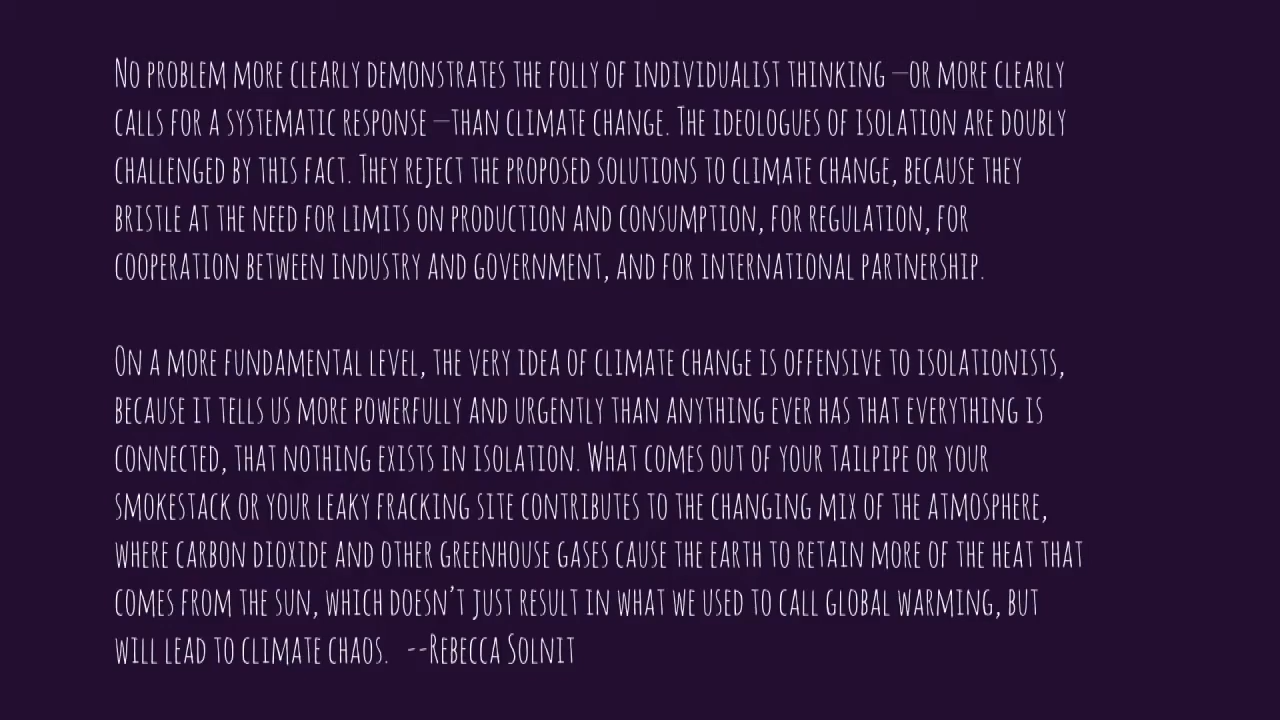 No problem more clearly demonstrates the folly of individualist thinking —or more clearly
calls for a systematic response —than climate change. The ideologues of isolation are doubly
challenged by this fact. They reject the proposed solutions to climate change, because they
bristle at the need for limits on production and consumption, for regulation, for
cooperation between industry and government, and for international partnership.
On a more fundamental level, the very idea of climate change is offensive to isolationists,
because it tells us more powerfully and urgently than anything ever has that everything is
connected, that nothing exists in isolation. What comes out of your tailpipe or your
smokestack or your leaky fracking site contributes to the changing mix of the atmosphere,
where carbon dioxide and other greenhouse gases cause the earth to retain more of the heat that
comes from the sun, which doesn’t just result in what we used to call global warming, but
will lead to climate chaos. --Rebecca Solnit